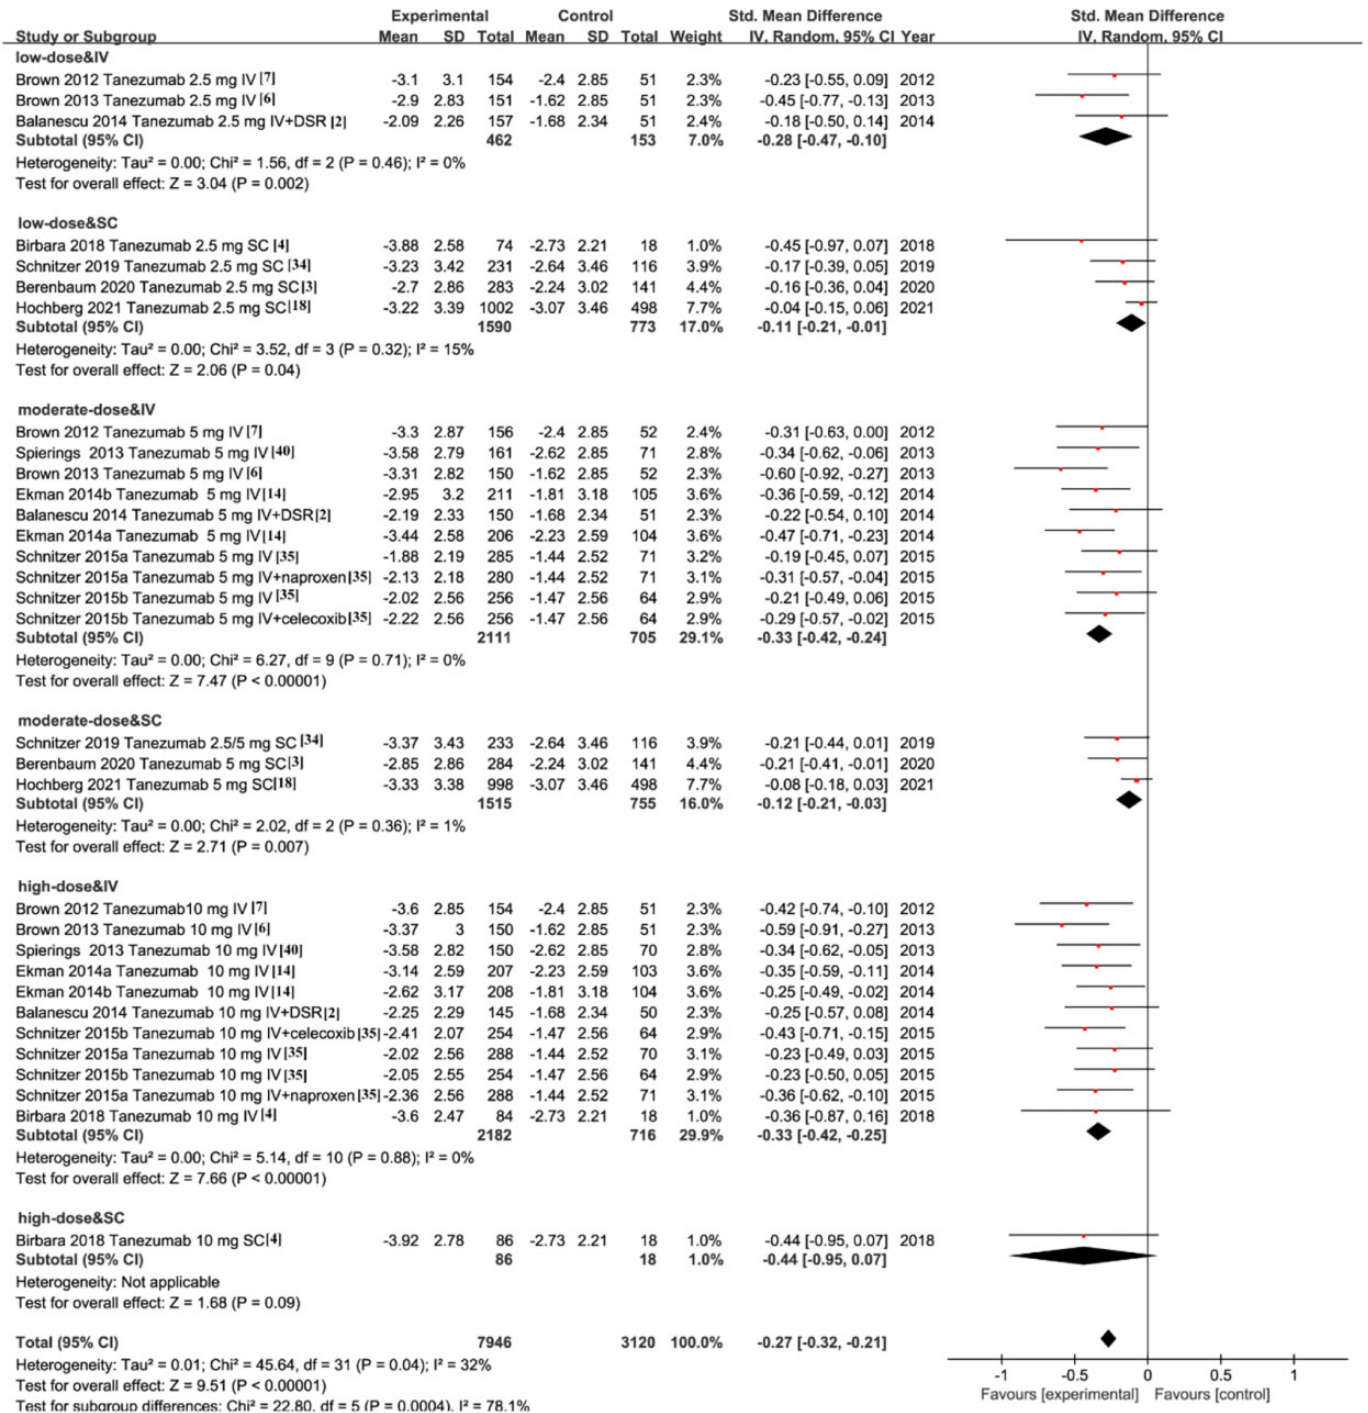 Experimental Control Std. Mean Difference Std. Mean Difference
Study or Subgroup Mean SD Total Mean SD Total Weight IV, Random, 95% CI Year IV, Random, 95% CI
low-dose&IV
Brown 2012 Tanezumab 2.5 mg IV [7] -3.1 3.1 154 -2.4 2.85 51 2.3% -0.23 [-0.55, 0.09] 2012
Brown 2013 Tanezumab 2.5 mg IV [6] -2.9 2.83 151 -1.62 2.85 51 2.3% -0.45 [-0.77, -0.13] 2013
Balanescu 2014 Tanezumab 2.5 mg IV+DSR [2] -2.09 2.26 157 -1.68 2.34 51 2.4% -0.18 [-0.50, 0.14] 2014
Subtotal (95% CI) 462 153 7.0% -0.28 [-0.47, -0.10]
Heterogeneity: Tau² = 0.00; Chi² = 1.56, df = 2 (P = 0.46); I² = 0%
Test for overall effect: Z = 3.04 (P = 0.002)
low-dose&SC
Birbara 2018 Tanezumab 2.5 mg SC [4] -3.88 2.58 74 -2.73 2.21 18 1.0% -0.45 [-0.97, 0.07] 2018
Schnitzer 2019 Tanezumab 2.5 mg SC [34] -3.23 3.42 231 -2.64 3.46 116 3.9% -0.17 [-0.39, 0.05] 2019
Berenbaum 2020 Tanezumab 2.5 mg SC[3] -2.7 2.86 283 -2.24 3.02 141 4.4% -0.16 [-0.36, 0.04] 2020
Hochberg 2021 Tanezumab 2.5 mg SC[18] -3.22 3.39 1002 -3.07 3.46 498 7.7% -0.04 [-0.15, 0.06] 2021
Subtotal (95% CI) 1590 773 17.0% -0.11 [-0.21, -0.01]
Heterogeneity: Tau² = 0.00; Chi² = 3.52, df = 3 (P = 0.32); I² = 15%
Test for overall effect: Z = 2.06 (P = 0.04)
moderate-dose&IV
Brown 2012 Tanezumab 5 mg IV [7] -3.3 2.87 156 -2.4 2.85 52 2.4% -0.31 [-0.63, 0.00] 2012
Spierings 2013 Tanezumab 5 mg IV [40] -3.58 2.79 161 -2.62 2.85 71 2.8% -0.34 [-0.62, -0.06] 2013
Brown 2013 Tanezumab 5 mg IV [6] -3.31 2.82 150 -1.62 2.85 52 2.3% -0.60 [-0.92, -0.27] 2013
Ekman 2014b Tanezumab 5 mg IV[14] -2.95 3.2 211 -1.81 3.18 105 3.6% -0.36 [-0.59, -0.12] 2014
Balanescu 2014 Tanezumab 5 mg IV+DSR[2] -2.19 2.33 150 -1.68 2.34 51 2.3% -0.22 [-0.54, 0.10] 2014
Ekman 2014a Tanezumab 5 mg IV[14] -3.44 2.58 206 -2.23 2.59 104 3.6% -0.47 [-0.71, -0.23] 2014
Schnitzer 2015a Tanezumab 5 mg IV [35] -1.88 2.19 285 -1.44 2.52 71 3.2% -0.19 [-0.45, 0.07] 2015
Schnitzer 2015a Tanezumab 5 mg IV+naproxen[35] -2.13 2.18 280 -1.44 2.52 71 3.1% -0.31 [-0.57, -0.04] 2015
Schnitzer 2015b Tanezumab 5 mg IV [35] -2.02 2.56 256 -1.47 2.56 64 2.9% -0.21 [-0.49, 0.06] 2015
Schnitzer 2015b Tanezumab 5 mg IV+celecoxib[35] -2.22 2.56 256 -1.47 2.56 64 2.9% -0.29 [-0.57, -0.02] 2015
Subtotal (95% CI) 2111 705 29.1% -0.33 [-0.42, -0.24]
Heterogeneity: Tau² = 0.00; Chi² = 6.27, df = 9 (P = 0.71); I² = 0%
Test for overall effect: Z = 7.47 (P < 0.00001)
moderate-dose&SC
Schnitzer 2019 Tanezumab 2.5/5 mg SC [34] -3.37 3.43 233 -2.64 3.46 116 3.9% -0.21 [-0.44, 0.01] 2019
Berenbaum 2020 Tanezumab 5 mg SC[3] -2.85 2.86 284 -2.24 3.02 141 4.4% -0.21 [-0.41, -0.01] 2020
Hochberg 2021 Tanezumab 5 mg SC[18] -3.33 3.38 998 -3.07 3.46 498 7.7% -0.08 [-0.18, 0.03] 2021
Subtotal (95% CI) 1515 755 16.0% -0.12 [-0.21, -0.03]
Heterogeneity: Tau² = 0.00; Chi² = 2.02, df = 2 (P = 0.36); I² = 1%
Test for overall effect: Z = 2.71 (P = 0.007)
high-dose&IV
Brown 2012 Tanezumab10 mg IV [7] -3.6 2.85 154 -2.4 2.85 51 2.3% -0.42 [-0.74, -0.10] 2012
Brown 2013 Tanezumab 10 mg IV [6] -3.37 3 150 -1.62 2.85 51 2.3% -0.59 [-0.91, -0.27] 2013
Spierings 2013 Tanezumab 10 mg IV[40] -3.58 2.82 150 -2.62 2.85 70 2.8% -0.34 [-0.62, -0.05] 2013
Ekman 2014a Tanezumab 10 mg IV [14] -3.14 2.59 207 -2.23 2.59 103 3.6% -0.35 [-0.59, -0.11] 2014
Ekman 2014b Tanezumab 10 mg IV [14] -2.62 3.17 208 -1.81 3.18 104 3.6% -0.25 [-0.49, -0.02] 2014
Balanescu 2014 Tanezumab 10 mg IV+DSR[2] -2.25 2.29 145 -1.68 2.34 50 2.3% -0.25 [-0.57, 0.08] 2014
Schnitzer 2015b Tanezumab 10 mg IV+celecoxib[35] -2.41 2.07 254 -1.47 2.56 64 2.9% -0.43 [-0.71, -0.15] 2015
Schnitzer 2015a Tanezumab 10 mg IV [35] -2.02 2.56 288 -1.44 2.52 70 3.1% -0.23 [-0.49, 0.03] 2015
Schnitzer 2015b Tanezumab 10 mg IV [35] -2.05 2.55 254 -1.47 2.56 64 2.9% -0.23 [-0.50, 0.05] 2015
Schnitzer 2015a Tanezumab 10 mg IV+naproxen[35] -2.36 2.56 288 -1.44 2.52 71 3.1% -0.36 [-0.62, -0.10] 2015
Birbara 2018 Tanezumab 10 mg IV [4] -3.6 2.47 84 -2.73 2.21 18 1.0% -0.36 [-0.87, 0.16] 2018
Subtotal (95% CI) 2182 716 29.9% -0.33 [-0.42, -0.25]
Heterogeneity: Tau² = 0.00; Chi² = 5.14, df = 10 (P = 0.88); I² = 0%
Test for overall effect: Z = 7.66 (P < 0.00001)
high-dose&SC
Birbara 2018 Tanezumab 10 mg SC[4] -3.92 2.78 86 -2.73 2.21 18 1.0% -0.44 [-0.95, 0.07] 2018
Subtotal (95% CI) 86 18 1.0% -0.44 [-0.95, 0.07]
Heterogeneity: Not applicable
Test for overall effect: Z = 1.68 (P = 0.09)
Total (95% CI) 7946 3120 100.0% -0.27 [-0.32, -0.21]
Heterogeneity: Tau² = 0.01; Chi² = 45.64, df = 31 (P = 0.04); I² = 32%
Test for overall effect: Z = 9.51 (P < 0.00001)
Test for subgroup differences: Chi² = 22.80, df = 5 (P = 0.0004), I² = 78.1%
-1 -0.5 0 0.5 1
Favours [experimental] Favours [control]